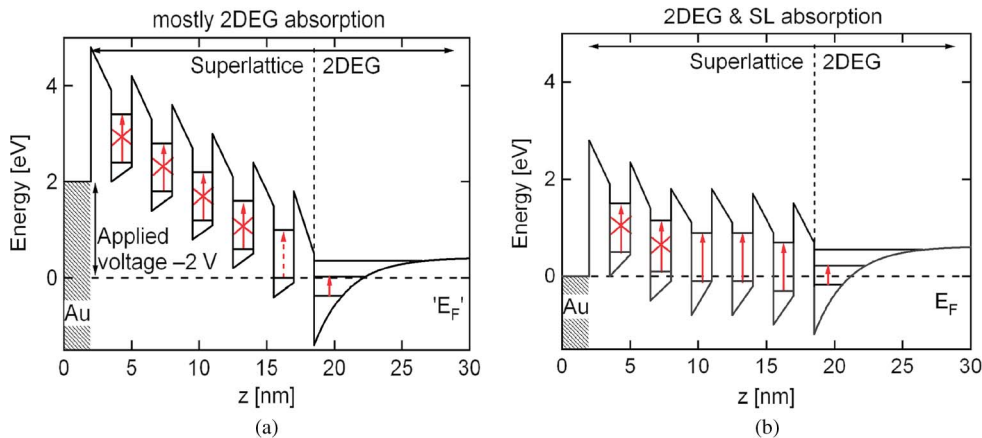 mostly 2DEG absorption
Superlattice 2DEG
Energy [eV]
4
2
0
Applied
voltage –2 V
Au
'E_F'
0 5 10 15 20 25 30
z [nm]
(a)
2DEG & SL absorption
Superlattice 2DEG
Energy [eV]
4
2
0
Au
E_F
0 5 10 15 20 25 30
z [nm]
(b)